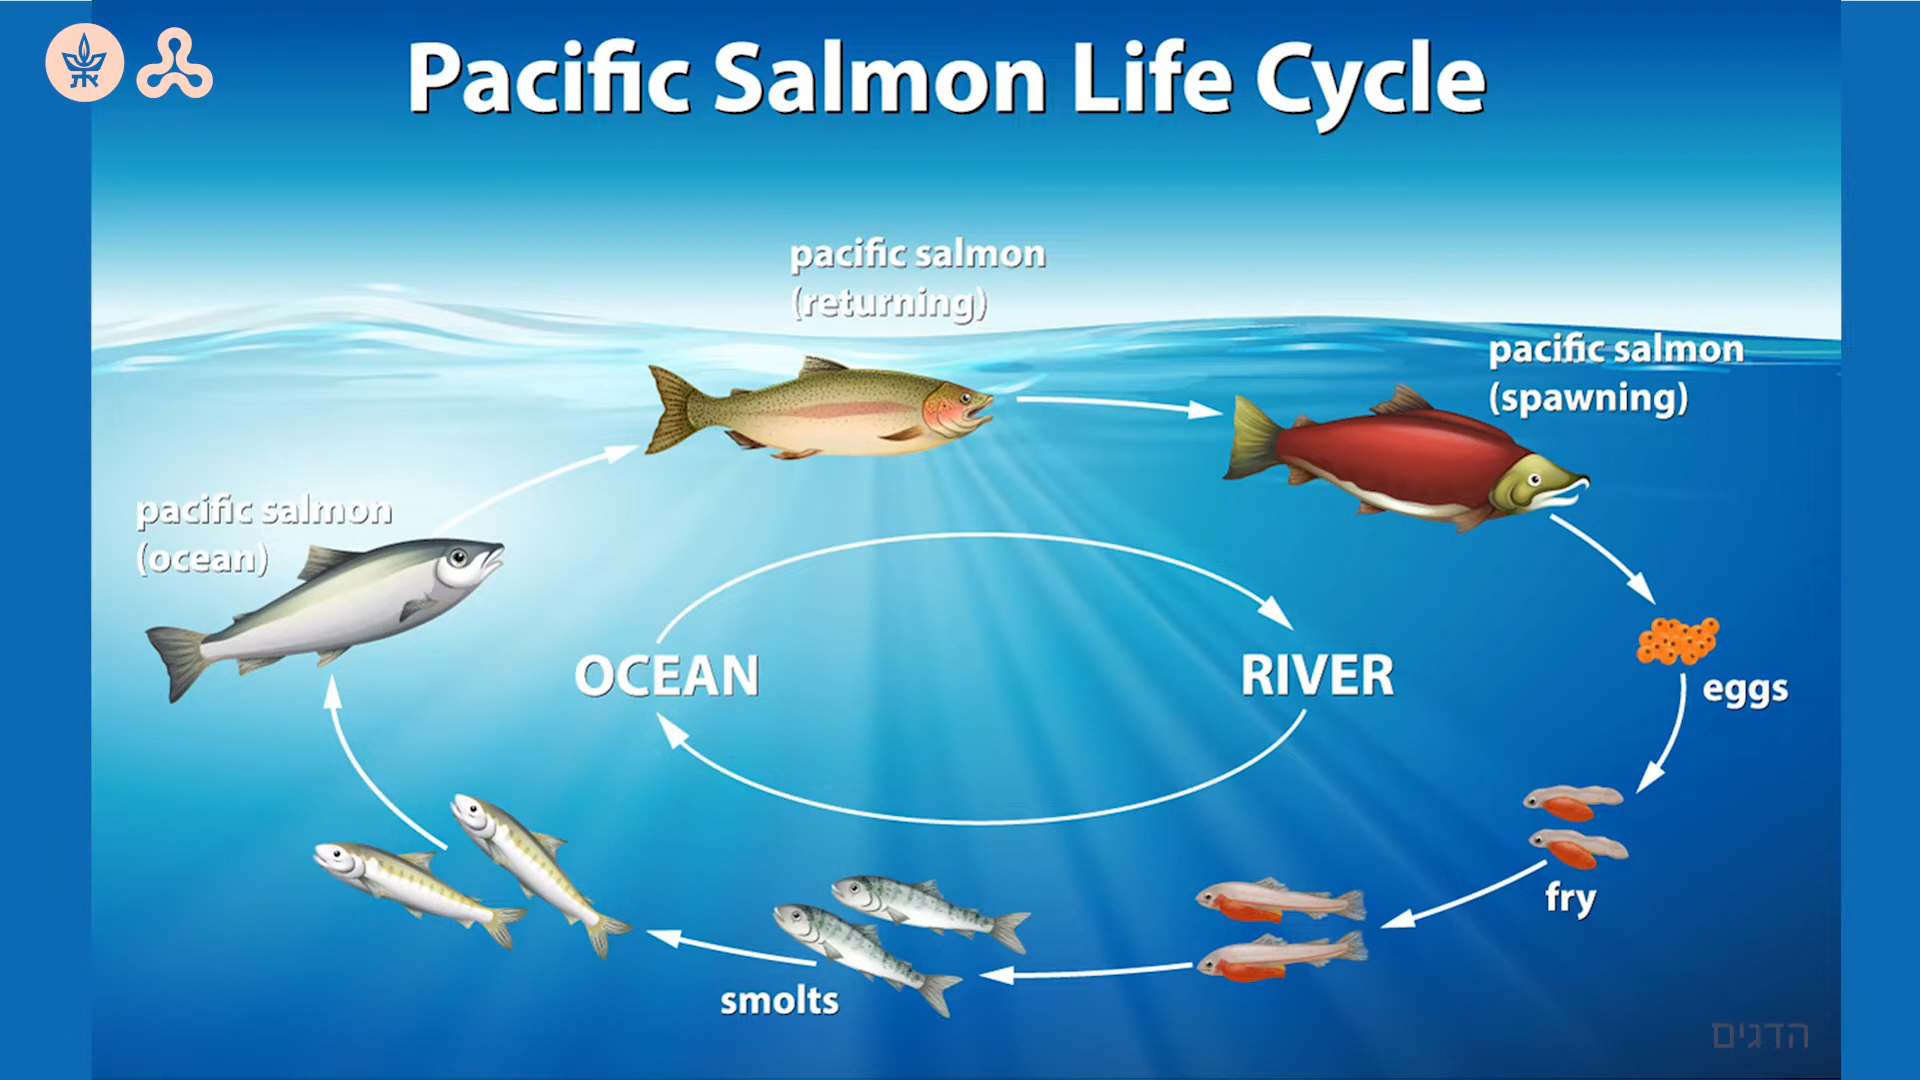 את
Pacific Salmon Life Cycle
pacific salmon
(returning)
pacific salmon
(spawning)
pacific salmon
(ocean)
OCEAN
RIVER
eggs
fry
smolts
הדגים